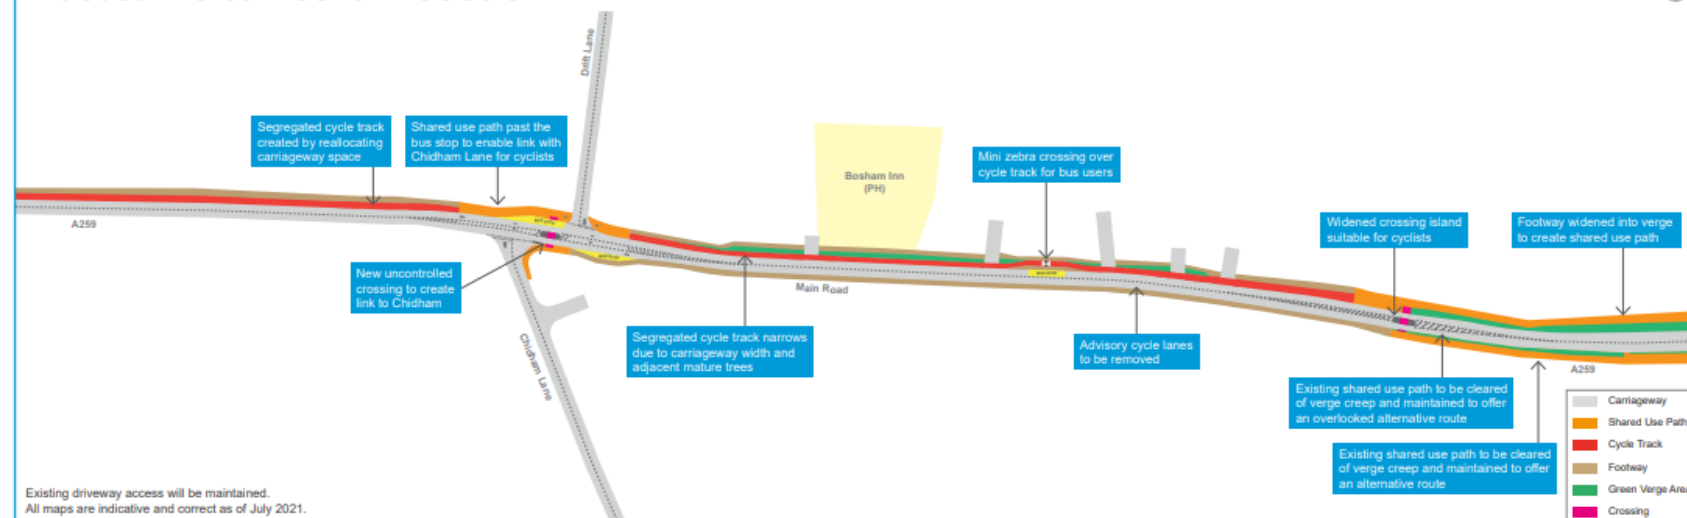 Drift Lane
Segregated cycle track
created by reallocating
carriageway space
Shared use path past the
bus stop to enable link with
Chidham Lane for cyclists
Bosham Inn
(PH)
Mini zebra crossing over
cycle track for bus users
Widened crossing island
suitable for cyclists
Footway widened into verge
to create shared use path
A259
BUS STOP
BUS STOP
BUS STOP
New uncontrolled
crossing to create
link to Chidham
Main Road
Chidham Lane
Segregated cycle track narrows
due to carriageway width and
adjacent mature trees
Advisory cycle lanes
to be removed
A259
Existing shared use path to be cleared
of verge creep and maintained to offer
an overlooked alternative route
Existing shared use path to be cleared
of verge creep and maintained to offer
an alternative route
Carriageway
Shared Use Path
Cycle Track
Footway
Green Verge Area
Crossing
Existing driveway access will be maintained.
All maps are indicative and correct as of July 2021.